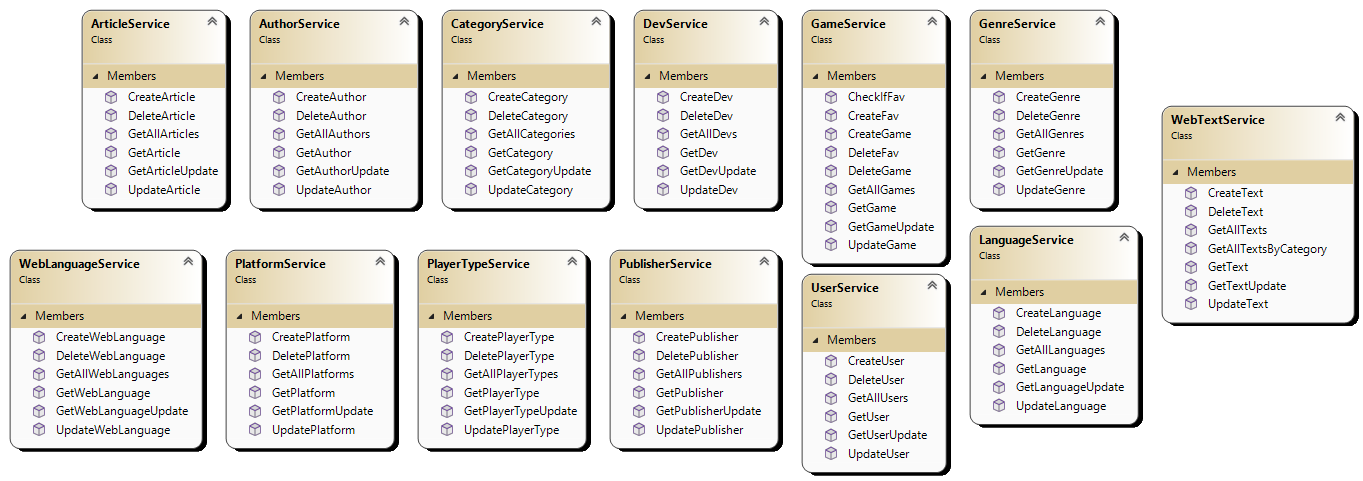 ArticleService
Class
Members
CreateArticle
DeleteArticle
GetAllArticles
GetArticle
GetArticleUpdate
UpdateArticle
AuthorService
Class
Members
CreateAuthor
DeleteAuthor
GetAllAuthors
GetAuthor
GetAuthorUpdate
UpdateAuthor
CategoryService
Class
Members
CreateCategory
DeleteCategory
GetAllCategories
GetCategory
GetCategoryUpdate
UpdateCategory
DevService
Class
Members
CreateDev
DeleteDev
GetAllDevs
GetDev
GetDevUpdate
UpdateDev
GameService
Class
Members
CheckIfFav
CreateFav
CreateGame
DeleteFav
DeleteGame
GetAllGames
GetGame
GetGameUpdate
UpdateGame
GenreService
Class
Members
CreateGenre
DeleteGenre
GetAllGenres
GetGenre
GetGenreUpdate
UpdateGenre
WebTextService
Class
Members
CreateText
DeleteText
GetAllTexts
GetAllTextsByCategory
GetText
GetTextUpdate
UpdateText
WebLanguageService
Class
Members
CreateWebLanguage
DeleteWebLanguage
GetAllWebLanguages
GetWebLanguage
GetWebLanguageUpdate
UpdateWebLanguage
PlatformService
Class
Members
CreatePlatform
DeletePlatform
GetAllPlatforms
GetPlatform
GetPlatformUpdate
UpdatePlatform
PlayerTypeService
Class
Members
CreatePlayerType
DeletePlayerType
GetAllPlayerTypes
GetPlayerType
GetPlayerTypeUpdate
UpdatePlayerType
PublisherService
Class
Members
CreatePublisher
DeletePublisher
GetAllPublishers
GetPublisher
GetPublisherUpdate
UpdatePublisher
UserService
Class
Members
CreateUser
DeleteUser
GetAllUsers
GetUser
GetUserUpdate
UpdateUser
LanguageService
Class
Members
CreateLanguage
DeleteLanguage
GetAllLanguages
GetLanguage
GetLanguageUpdate
UpdateLanguage